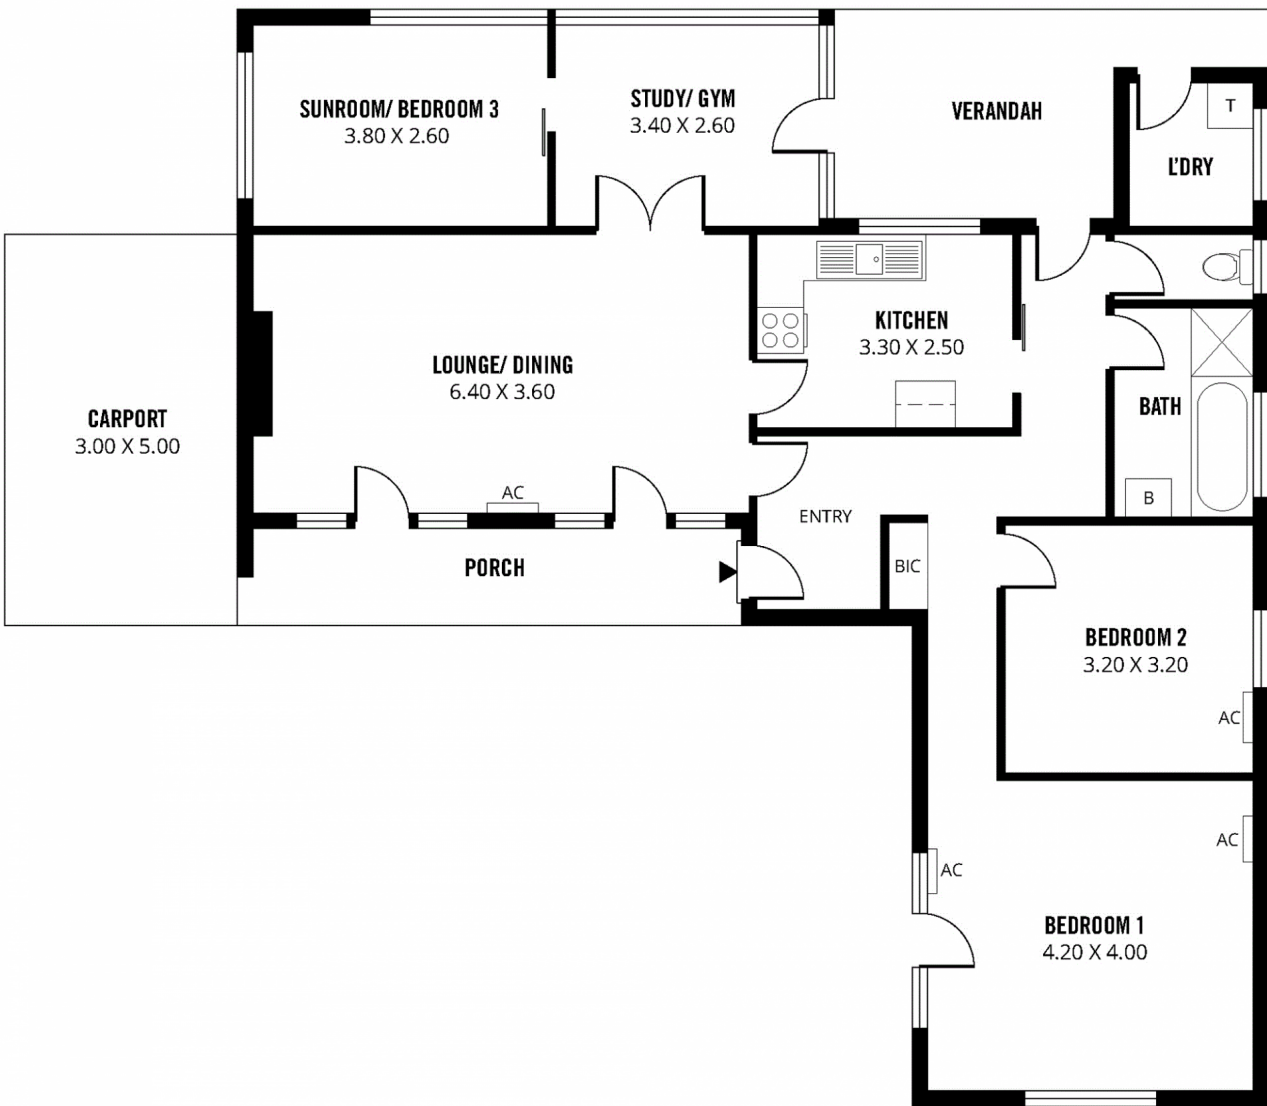 SUNROOM/ BEDROOM 3
3.80 X 2.60
STUDY/ GYM
3.40 X 2.60
VERANDAH
T
L'DRY
CARPORT
3.00 X 5.00
LOUNGE/ DINING
6.40 X 3.60
AC
KITCHEN
3.30 X 2.50
BATH
B
ENTRY
PORCH
BIC
BEDROOM 2
3.20 X 3.20
AC
AC
AC
BEDROOM 1
4.20 X 4.00